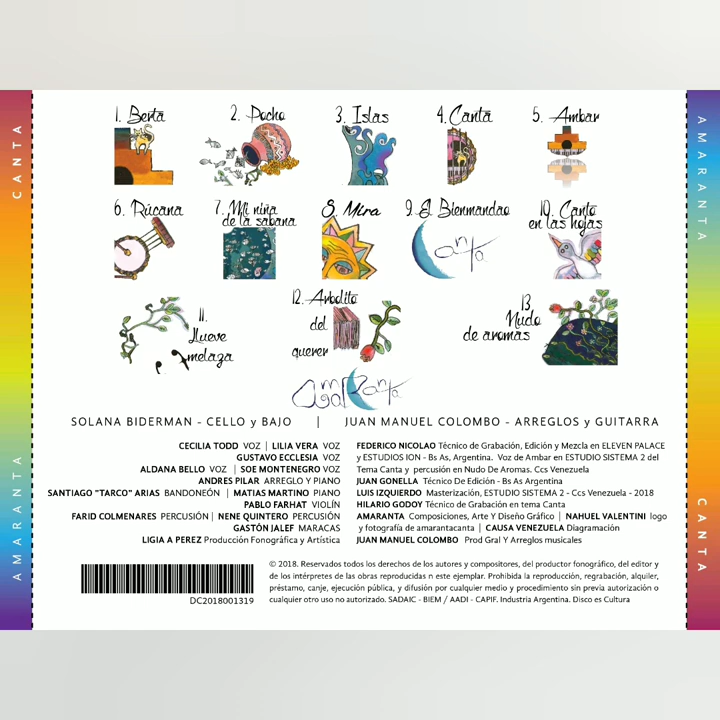 1. Berta
2. Pocho
3. Islas
4. Canta
5. Ambar
6. Rucana
7. Mi niña
de la sabana
8. Mira
9. El Bienmandao
Canta
10. Canto
en las hojas
11.
Llueve
melaza
12. Arbolito
del
querer
13.
Nudo
de aromas
Amaranta
SOLANA BIDERMAN - CELLO y BAJO | JUAN MANUEL COLOMBO - ARREGLOS y GUITARRA
CECILIA TODD VOZ | LILIA VERA VOZ
GUSTAVO ECCLESIA VOZ
ALDANA BELLO VOZ | SOE MONTENEGRO VOZ
ANDRES PILAR ARREGLO Y PIANO
SANTIAGO "TARCO" ARIAS BANDONEÓN | MATIAS MARTINO PIANO
PABLO FARHAT VIOLÍN
FARID COLMENARES PERCUSIÓN | NENE QUINTERO PERCUSIÓN
GASTÓN JALEF MARACAS
LIGIA A PEREZ Producción Fonográfica y Artística
FEDERICO NICOLAO Técnico de Grabación, Edición y Mezcla en ELEVEN PALACE
y ESTUDIOS ION - Bs As, Argentina. Voz de Ambar en ESTUDIO SISTEMA 2 del
Tema Canta y percusión en Nudo De Aromas. Ccs Venezuela
JUAN GONELLA Técnico De Edición - Bs As Argentina
LUIS IZQUIERDO Masterización, ESTUDIO SISTEMA 2 - Ccs Venezuela - 2018
HILARIO GODOY Técnico de Grabación en tema Canta
AMARANTA Composiciones, Arte Y Diseño Gráfico | NAHUEL VALENTINI logo
y fotografía de amarantacanta | CAUSA VENEZUELA Diagramación
JUAN MANUEL COLOMBO Prod Gral Y Arreglos musicales
DC2018001319
© 2018. Reservados todos los derechos de los autores y compositores, del productor fonográfico, del editor y
de los intérpretes de las obras reproducidas n este ejemplar. Prohibida la reproducción, regrabación, alquiler,
préstamo, canje, ejecución pública, y difusión por cualquier medio y procedimiento sin previa autorización o
cualquier otro uso no autorizado. SADAIC - BIEM / AADI - CAPIF. Industria Argentina. Disco es Cultura
AMARANTA CANTA
AMARANTA CANTA